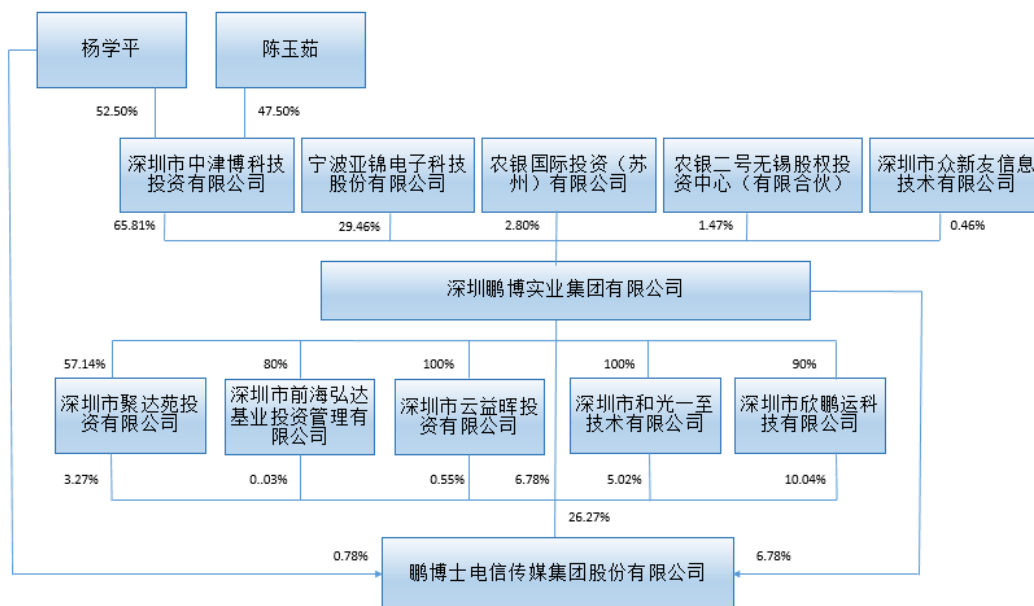 杨学平
陈玉茹
52.50%
47.50%
深圳市中津博科技
投资有限公司
宁波亚锦电子科技
股份有限公司
农银国际投资（苏
州）有限公司
农银二号无锡股权投
资中心（有限合伙）
深圳市众新友信息
技术有限公司
65.81%
29.46%
2.80%
1.47%
0.46%
深圳鹏博实业集团有限公司
57.14%
80%
100%
100%
90%
深圳市聚达苑投
资有限公司
深圳市前海弘达
基业投资管理有
限公司
深圳市云益晖投
资有限公司
深圳市和光一至
技术有限公司
深圳市欣鹏运科
技有限公司
3.27%
0..03%
0.55%
6.78%
5.02%
10.04%
26.27%
0.78%
6.78%
鹏博士电信传媒集团股份有限公司